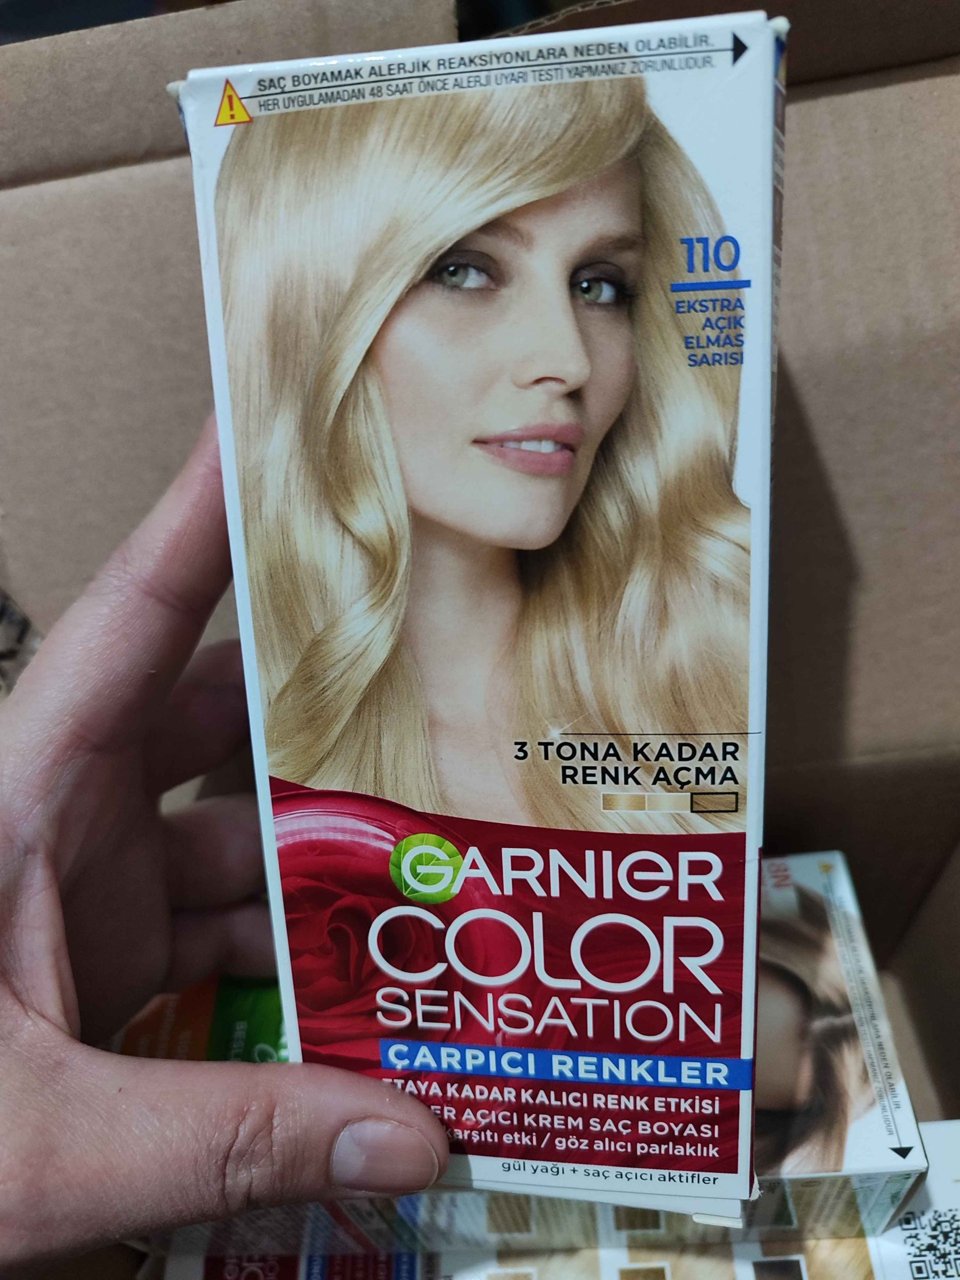 SAÇ BOYAMAK ALERJİK REAKSİYONLARA NEDEN OLABİLİR.
HER UYGULAMADAN 48 SAAT ÖNCE ALERJİ UYARI TESTİ YAPMANIZ ZORUNLUDUR.
110
EKSTRA
AÇIK
ELMAS
SARISI
3 TONA KADAR
RENK AÇMA
GARNIER
COLOR
SENSATION
ÇARPICI RENKLER
KADAR KALICI RENK ETKİSİ
AÇICI KREM SAÇ BOYASI
etki / göz alıcı parlaklık
gül yağı + saç açıcı aktifler